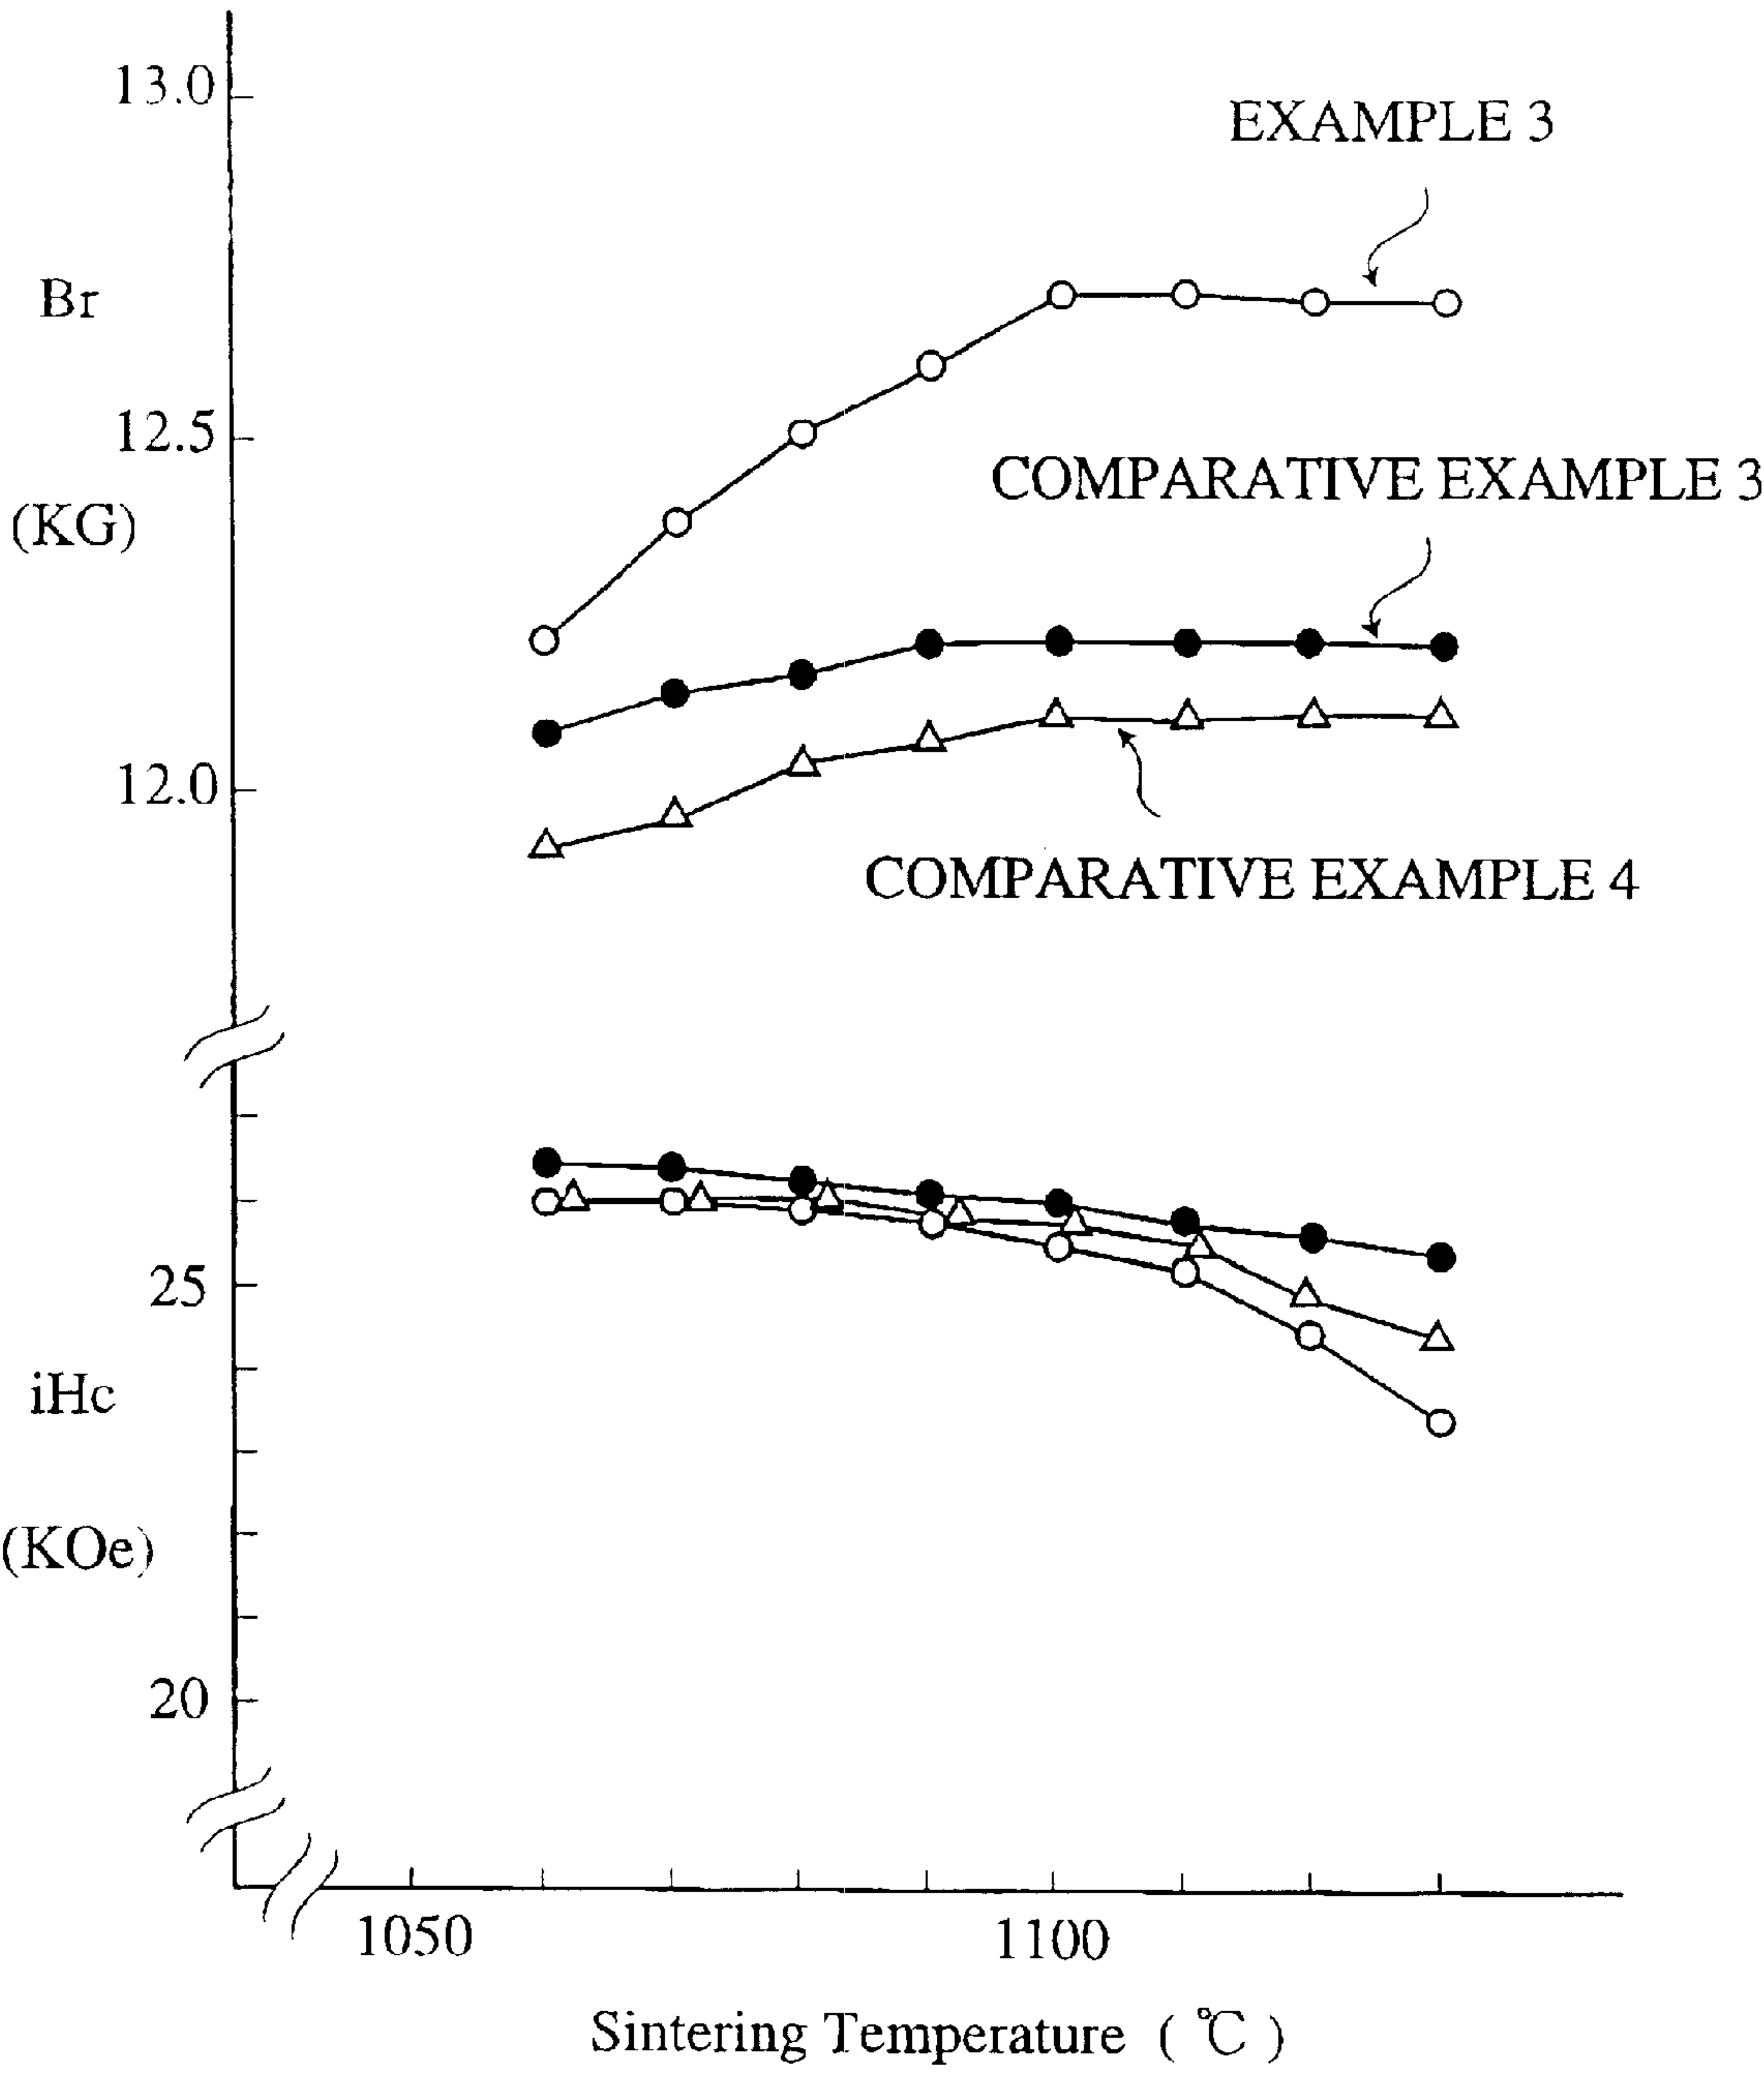 13.0
EXAMPLE 3
Br
12.5
COMPARATIVE EXAMPLE 3
(KG)
12.0
COMPARATIVE EXAMPLE 4
25
iHc
(KOe)
20
1050 1100
Sintering Temperature ( ℃ )